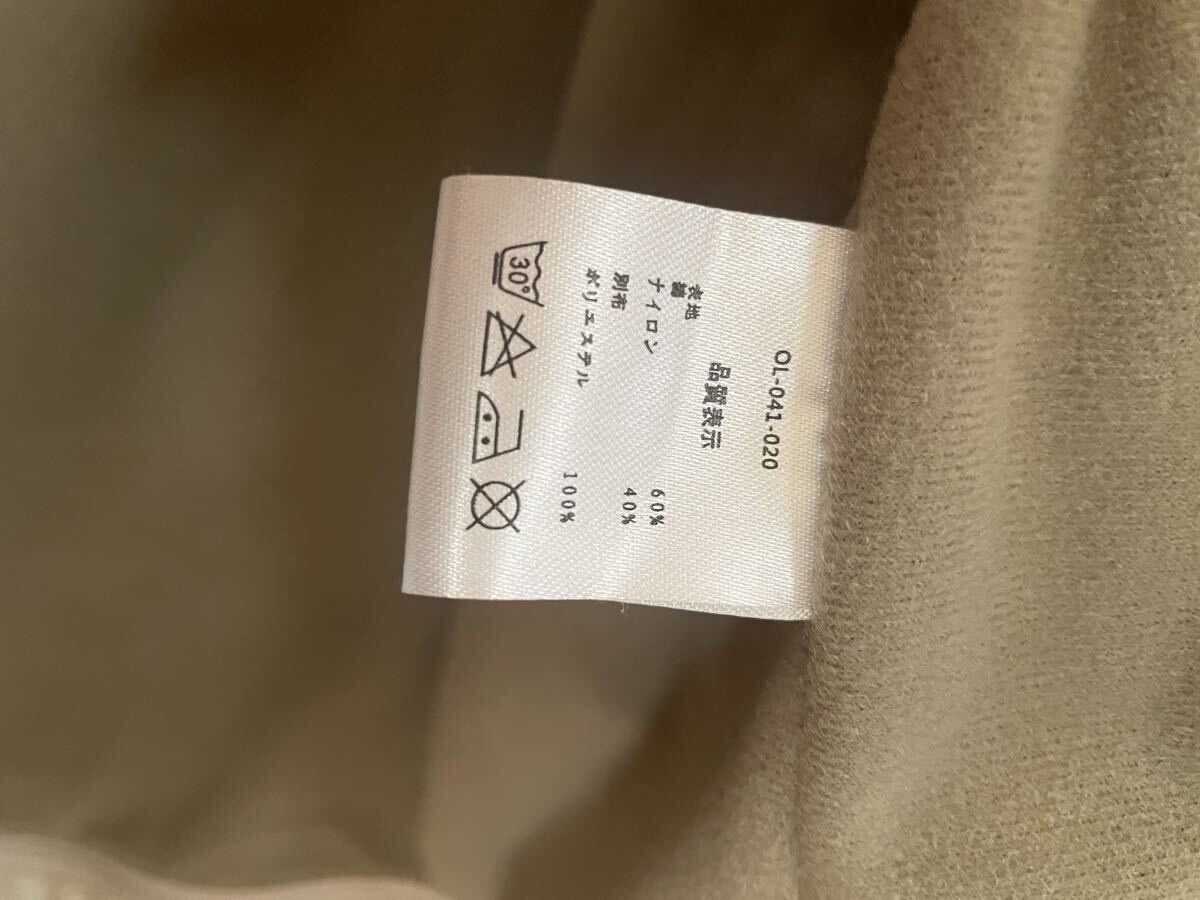 OL-041-020
品質表示
表地
綿 60%
ナイロン 40%
別布
ポリエステル 100%
30°